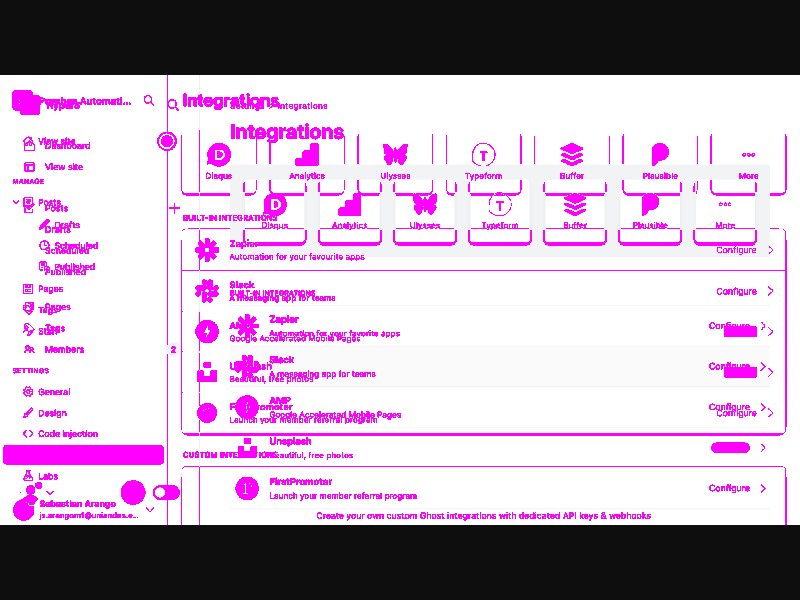 Integrations
Integrations
Integrations
View site
Dashboard
View site
MANAGE
Posts
Posts
Drafts
Drafts
Scheduled
Scheduled
Published
Published
Pages
Pages
Tags
Tags
Staff
Members
2
SETTINGS
General
Design
Code injection
Labs
Sebastian Arango
Disqus
Analytics
Ulysses
Typeform
Buffer
Plausible
More
Disqus
Analytics
Ulysses
Typeform
Buffer
Plausible
More
BUILT-IN INTEGRATIONS
Zapier
Automation for your favourite apps
Configure
Slack
BUILT-IN INTEGRATIONS
A messaging app for teams
Configure
AMP
Google Accelerated Mobile Pages
Configure
Zapier
Automation for your favorite apps
Unsplash
Beautiful, free photos
Configure
Slack
A messaging app for teams
FirstPromoter
Launch your member referral program
Configure
AMP
Google Accelerated Mobile Pages
Configure
Unsplash
Beautiful, free photos
CUSTOM INTEGRATIONS
FirstPromoter
Launch your member referral program
Configure
Create your own custom Ghost integrations with dedicated API keys & webhooks